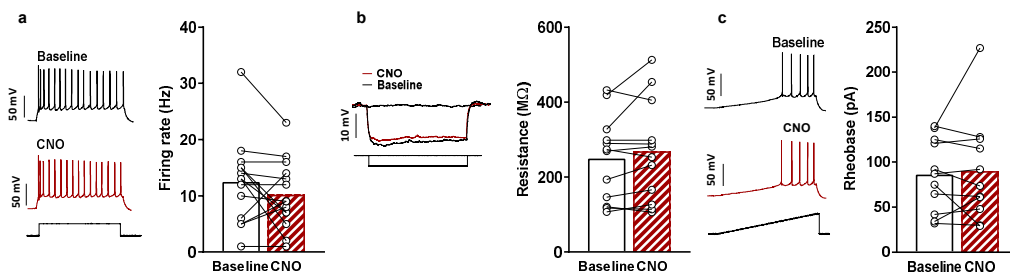 a
Baseline
50 mV
CNO
50 mV
Firing rate (Hz)
40
30
20
10
0
Baseline CNO
b
CNO
Baseline
10 mV
Resistance (MΩ)
600
400
200
0
Baseline CNO
c
Baseline
50 mV
CNO
50 mV
Rheobase (pA)
250
200
150
100
50
0
Baseline CNO